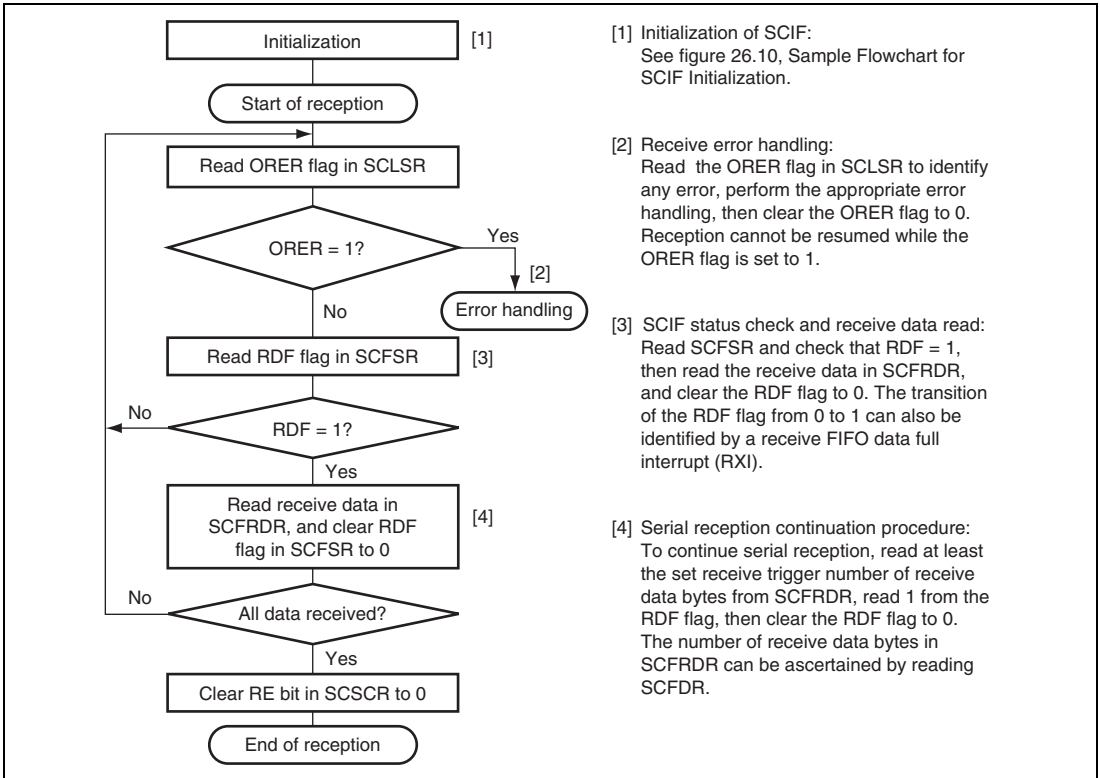 Initialization
[1]
Start of reception
Read ORER flag in SCLSR
ORER = 1?
Yes
[2]
Error handling
No
Read RDF flag in SCFSR
[3]
No
RDF = 1?
Yes
Read receive data in
SCFRDR, and clear RDF
flag in SCFSR to 0
[4]
No
All data received?
Yes
Clear RE bit in SCSCR to 0
End of reception
[1] Initialization of SCIF:
See figure 26.10, Sample Flowchart for
SCIF Initialization.
[2] Receive error handling:
Read the ORER flag in SCLSR to identify
any error, perform the appropriate error
handling, then clear the ORER flag to 0.
Reception cannot be resumed while the
ORER flag is set to 1.
[3] SCIF status check and receive data read:
Read SCFSR and check that RDF = 1,
then read the receive data in SCFRDR,
and clear the RDF flag to 0. The transition
of the RDF flag from 0 to 1 can also be
identified by a receive FIFO data full
interrupt (RXI).
[4] Serial reception continuation procedure:
To continue serial reception, read at least
the set receive trigger number of receive
data bytes from SCFRDR, read 1 from the
RDF flag, then clear the RDF flag to 0.
The number of receive data bytes in
SCFRDR can be ascertained by reading
SCFDR.